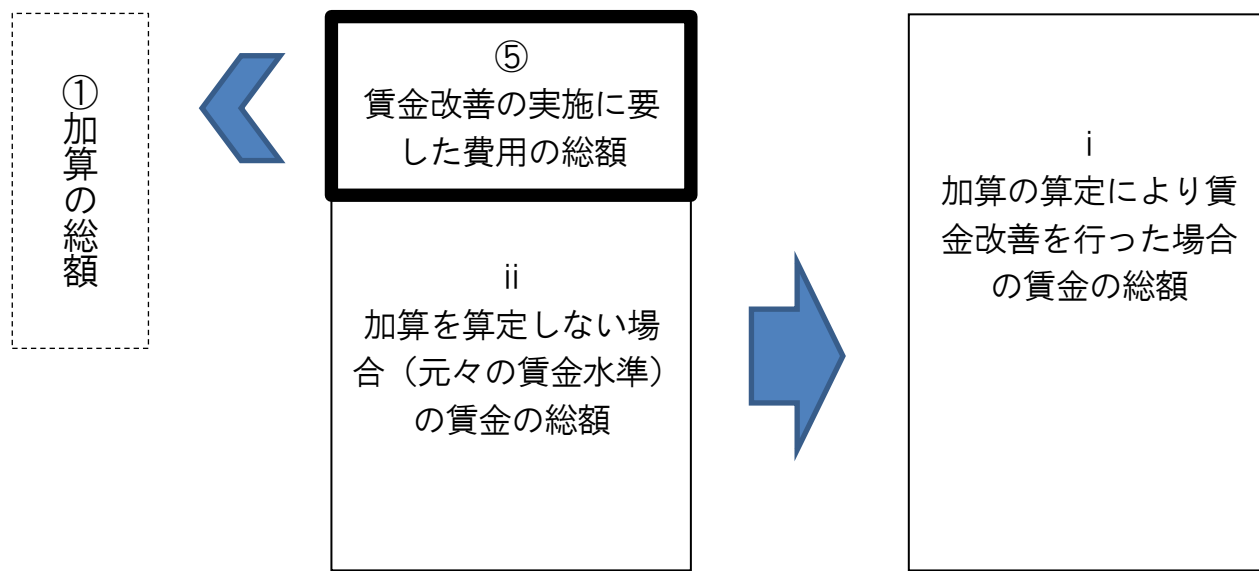 ①加算の総額
⑤
賃金改善の実施に要
した費用の総額
ⅱ
加算を算定しない場
合（元々の賃金水準）
の賃金の総額
ⅰ
加算の算定により賃
金改善を行った場合
の賃金の総額